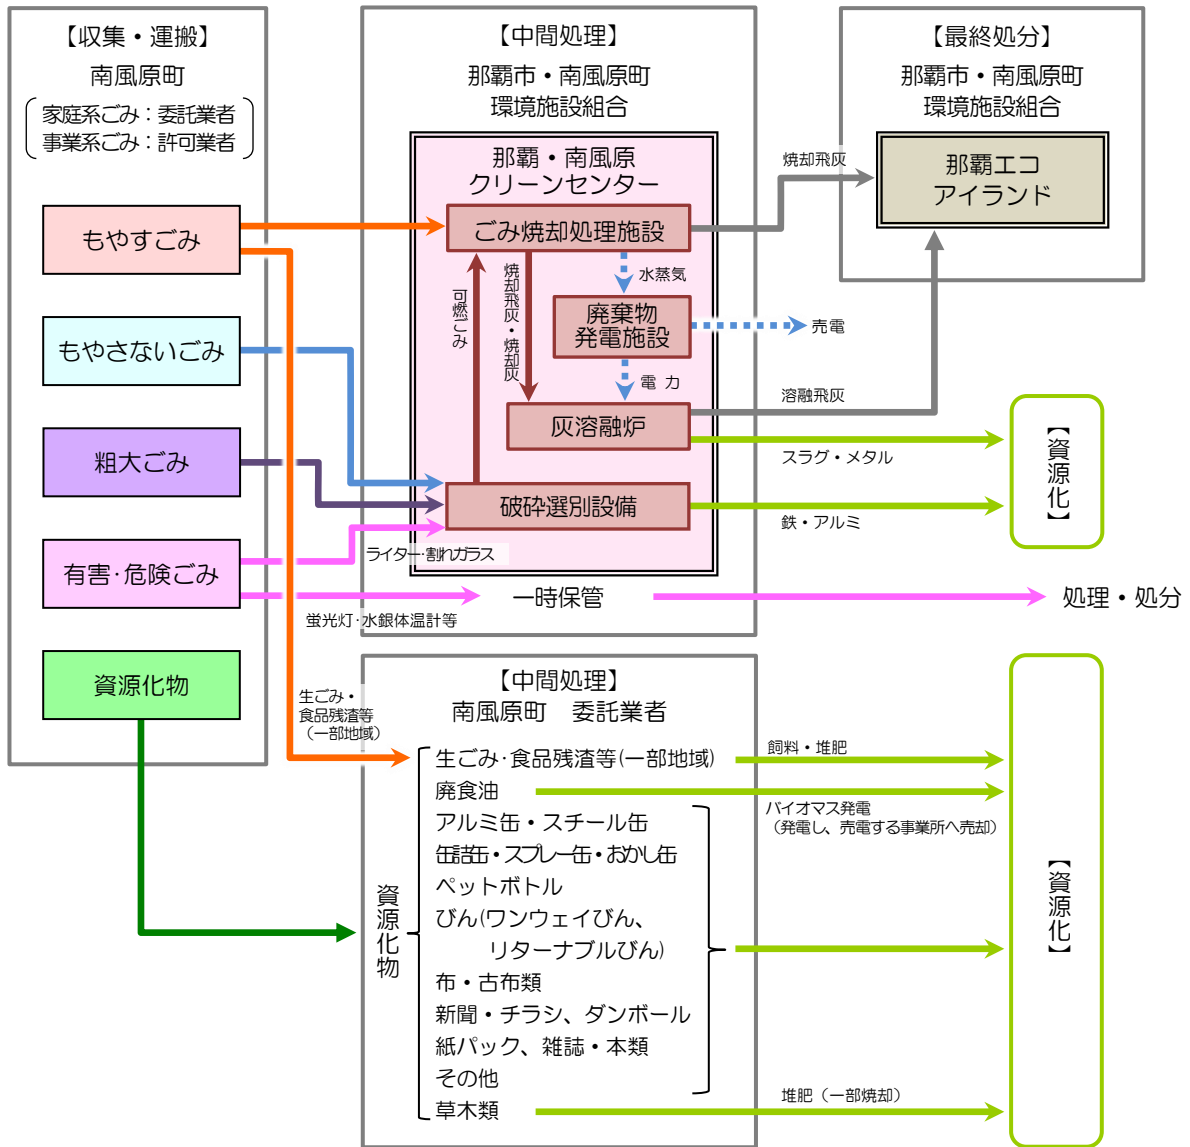 【収集・運搬】
南風原町
家庭系ごみ：委託業者
事業系ごみ：許可業者
もやすごみ
もやさないごみ
粗大ごみ
有害・危険ごみ
資源化物
【中間処理】
那覇市・南風原町
環境施設組合
那覇・南風原
クリーンセンター
ごみ焼却処理施設
可燃ごみ
焼却飛灰・焼却灰
水蒸気
廃棄物
発電施設
売電
電 力
灰溶融炉
破砕選別設備
ライター・割れガラス
一時保管
蛍光灯・水銀体温計等
処理・処分
【最終処分】
那覇市・南風原町
環境施設組合
那覇エコ
アイランド
焼却飛灰
溶融飛灰
スラグ・メタル
鉄・アルミ
【資源化】
【中間処理】
南風原町　委託業者
生ごみ・
食品残渣等
（一部地域）
資源化物
生ごみ・食品残渣等(一部地域)
廃食油
アルミ缶・スチール缶
缶詰缶・スプレー缶・おかし缶
ペットボトル
びん(ワンウェイびん、
リターナブルびん)
布・古布類
新聞・チラシ、ダンボール
紙パック、雑誌・本類
その他
草木類
飼料・堆肥
バイオマス発電
（発電し、売電する事業所へ売却）
堆肥（一部焼却）
【資源化】